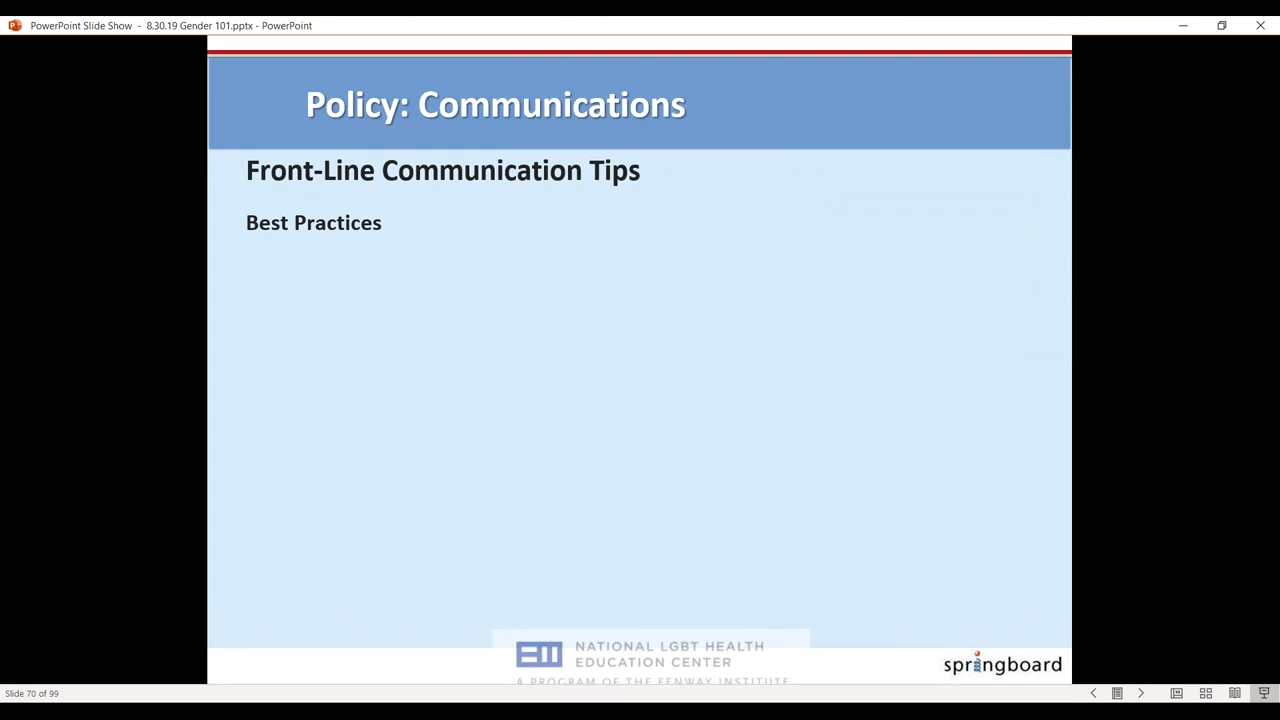 PowerPoint Slide Show - 8.30.19 Gender 101.pptx - PowerPoint
Policy: Communications
Front-Line Communication Tips
Best Practices
NATIONAL LGBT HEALTH
EDUCATION CENTER
A PROGRAM OF THE FENWAY INSTITUTE
springboard
Slide 70 of 99